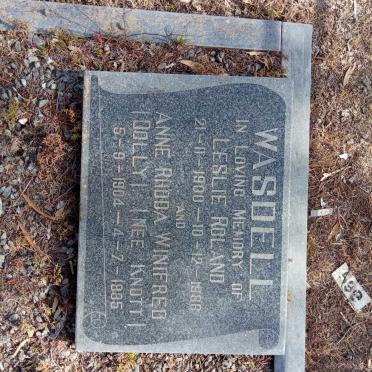 WASDELL
IN LOVING MEMORY OF
LESLIE ROLAND
21-11-1900 — 10-12-1986
AND
ANNE RHODA WINIFRED
(DOLLY) (NEE KNOTT)
5-9-1904 — 4-7-1995